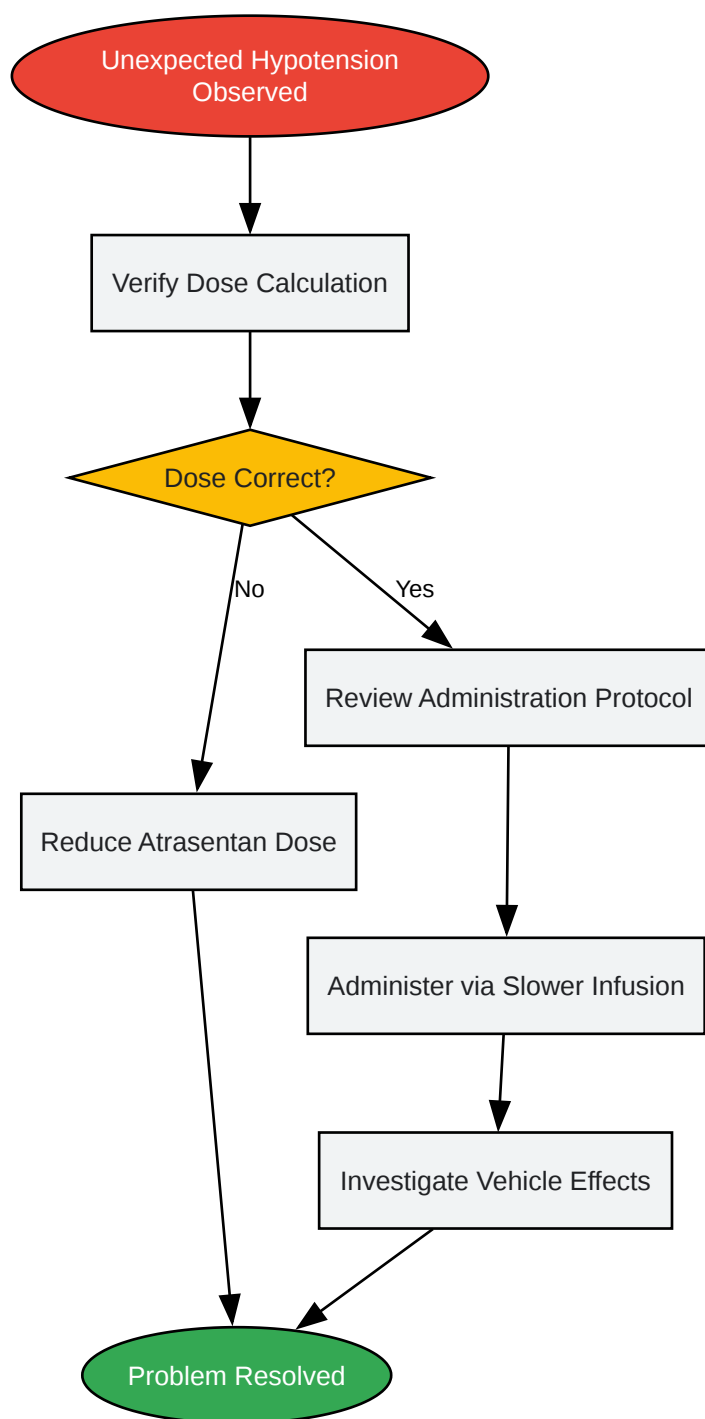 Unexpected Hypotension
Observed
Verify Dose Calculation
Dose Correct?
No
Yes
Review Administration Protocol
Reduce Atrasentan Dose
Administer via Slower Infusion
Investigate Vehicle Effects
Problem Resolved